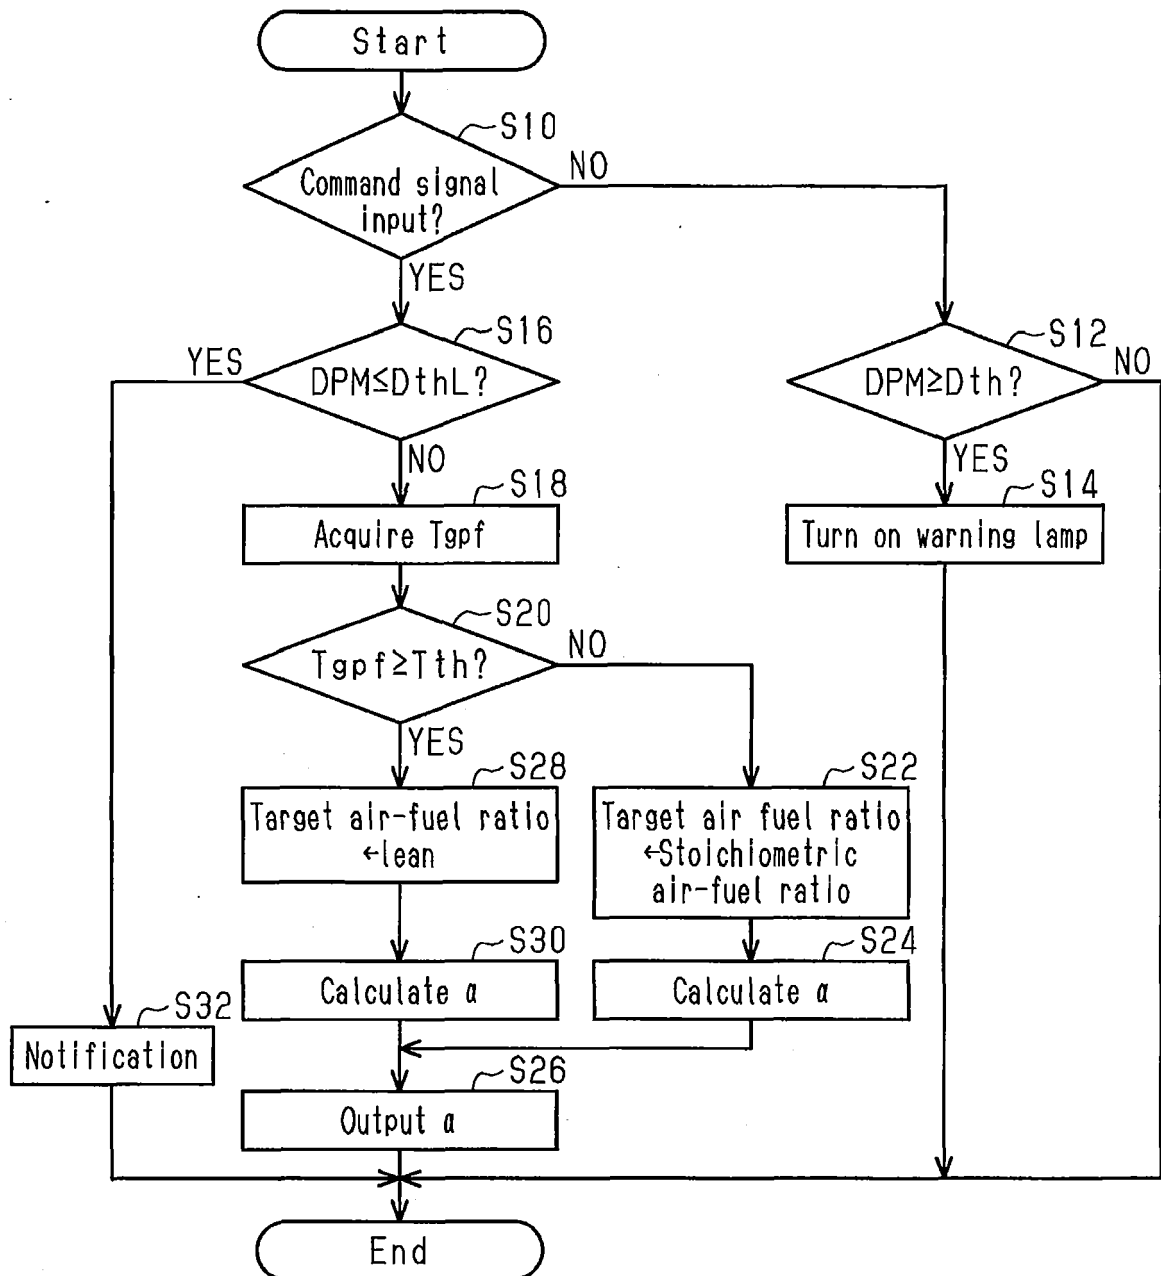 Start
S10
Command signal
input?
NO
YES
S16
YES
DPM≤DthL?
NO
S12
DPM≥Dth?
NO
YES
S18
Acquire Tgpf
S14
Turn on warning lamp
S20
Tgpf≥Tth?
NO
YES
S28
Target air-fuel ratio
←lean
S22
Target air fuel ratio
←Stoichiometric
air-fuel ratio
S30
Calculate α
S24
Calculate α
S32
Notification
S26
Output α
End